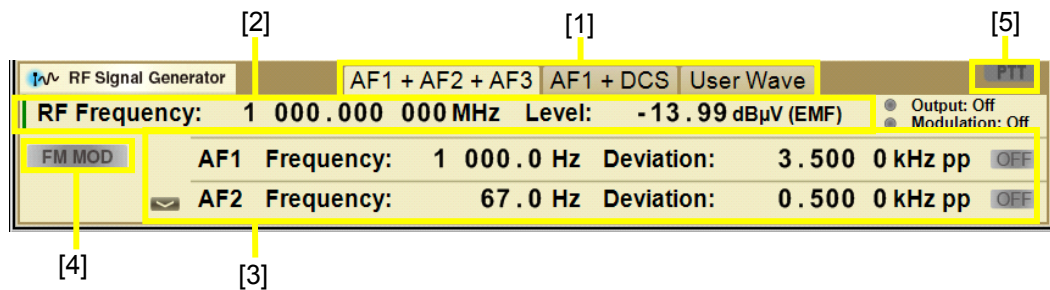 [2] [1] [5]
RF Signal Generator AF1 + AF2 + AF3 AF1 + DCS User Wave PTT
RF Frequency: 1 000.000 000 MHz Level: -13.99 dBµV (EMF) Output: Off
Modulation: Off
FM MOD AF1 Frequency: 1 000.0 Hz Deviation: 3.500 0 kHz pp OFF
AF2 Frequency: 67.0 Hz Deviation: 0.500 0 kHz pp OFF
[4] [3]